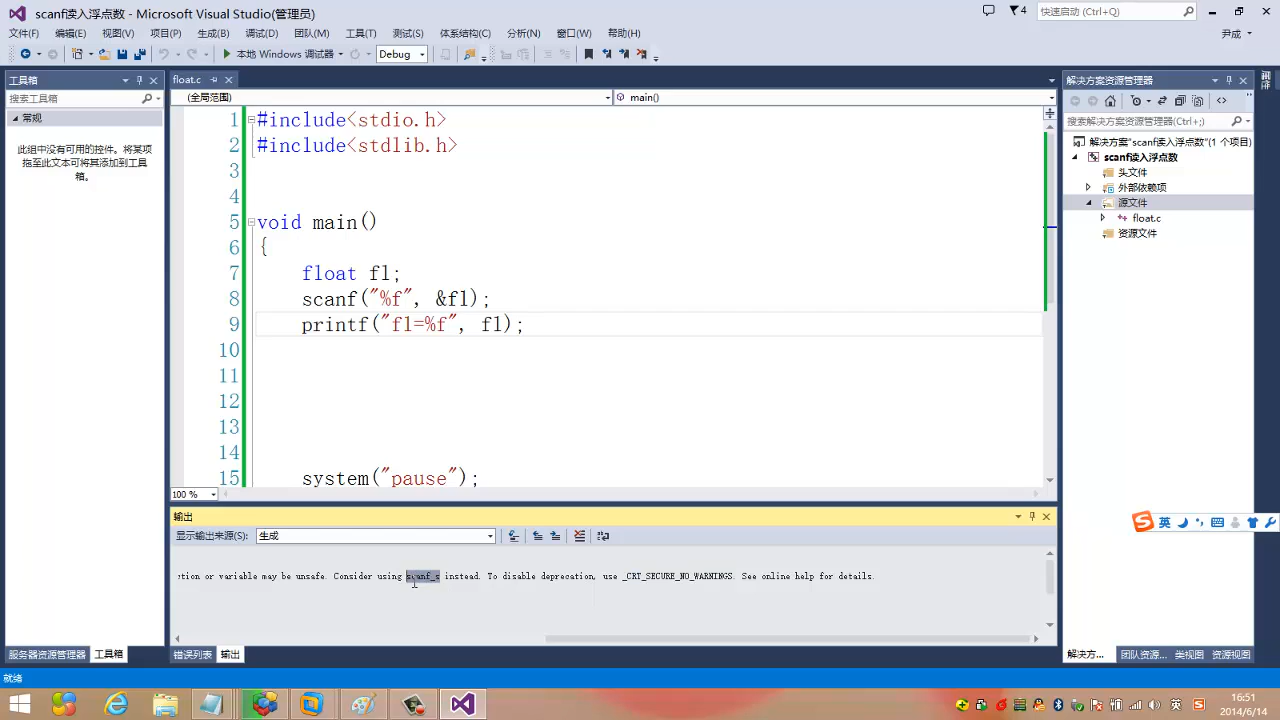 scanf读入浮点数 - Microsoft Visual Studio(管理员)
4
快速启动 (Ctrl+Q)
文件(F) 编辑(E) 视图(V) 项目(P) 生成(B) 调试(D) 团队(M) 工具(T) 测试(S) 体系结构(C) 分析(N) 窗口(W) 帮助(H)
尹成
本地 Windows 调试器
Debug
工具箱
搜索工具箱
常规
此组中没有可用的控件。将某项
拖至此文本可将其添加到工具
箱。
float.c
(全局范围)
main()
1 #include<stdio.h>
2 #include<stdlib.h>
3
4
5 void main()
6 {
7 float fl;
8 scanf("%f", &fl);
9 printf("fl=%f", fl);
10
11
12
13
14
15 system("pause");
100 %
输出
显示输出来源(S): 生成
tion or variable may be unsafe. Consider using scanf_s instead. To disable deprecation, use _CRT_SECURE_NO_WARNINGS. See online help for details.
解决方案资源管理器
搜索解决方案资源管理器(Ctrl+;)
解决方案"scanf读入浮点数"(1 个项目)
scanf读入浮点数
头文件
外部依赖项
源文件
float.c
资源文件
英
服务器资源管理器 工具箱
错误列表 输出
解决方... 团队资源... 类视图 资源视图
就绪
英
16:51
2014/6/14